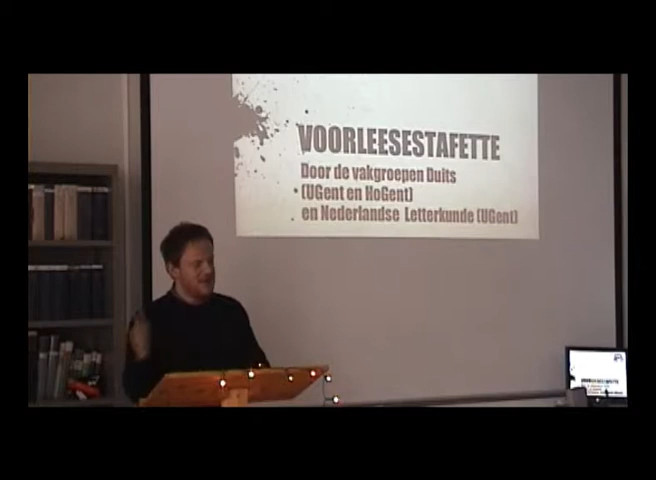 VOORLEESESTAFETTE
Door de vakgroepen Duits
(UGent en HoGent)
en Nederlandse Letterkunde (UGent)